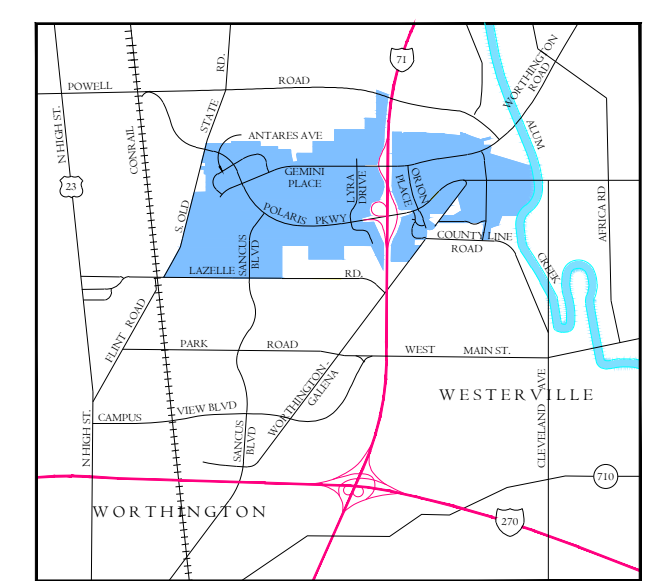 71
POWELL ROAD
STATE RD.
WORTHINGTON
ROAD
N HIGH ST.
CONRAIL
ALUM
ANTARES AVE
GEMINI
PLACE
LYRA
DRIVE
ORION
PLACE
23
S. OLD
POLARIS PKWY
AFRICA RD
SANCUS
BLVD
COUNTY LINE
ROAD
LAZELLE RD.
CREEK
FLINT ROAD
PARK ROAD
WEST MAIN ST.
WORTHINGTON -
GALENA
WESTERVILLE
CLEVELAND AVE
N HIGH ST.
CAMPUS VIEW BLVD
SANCUS
BLVD
710
WORTHINGTON
270